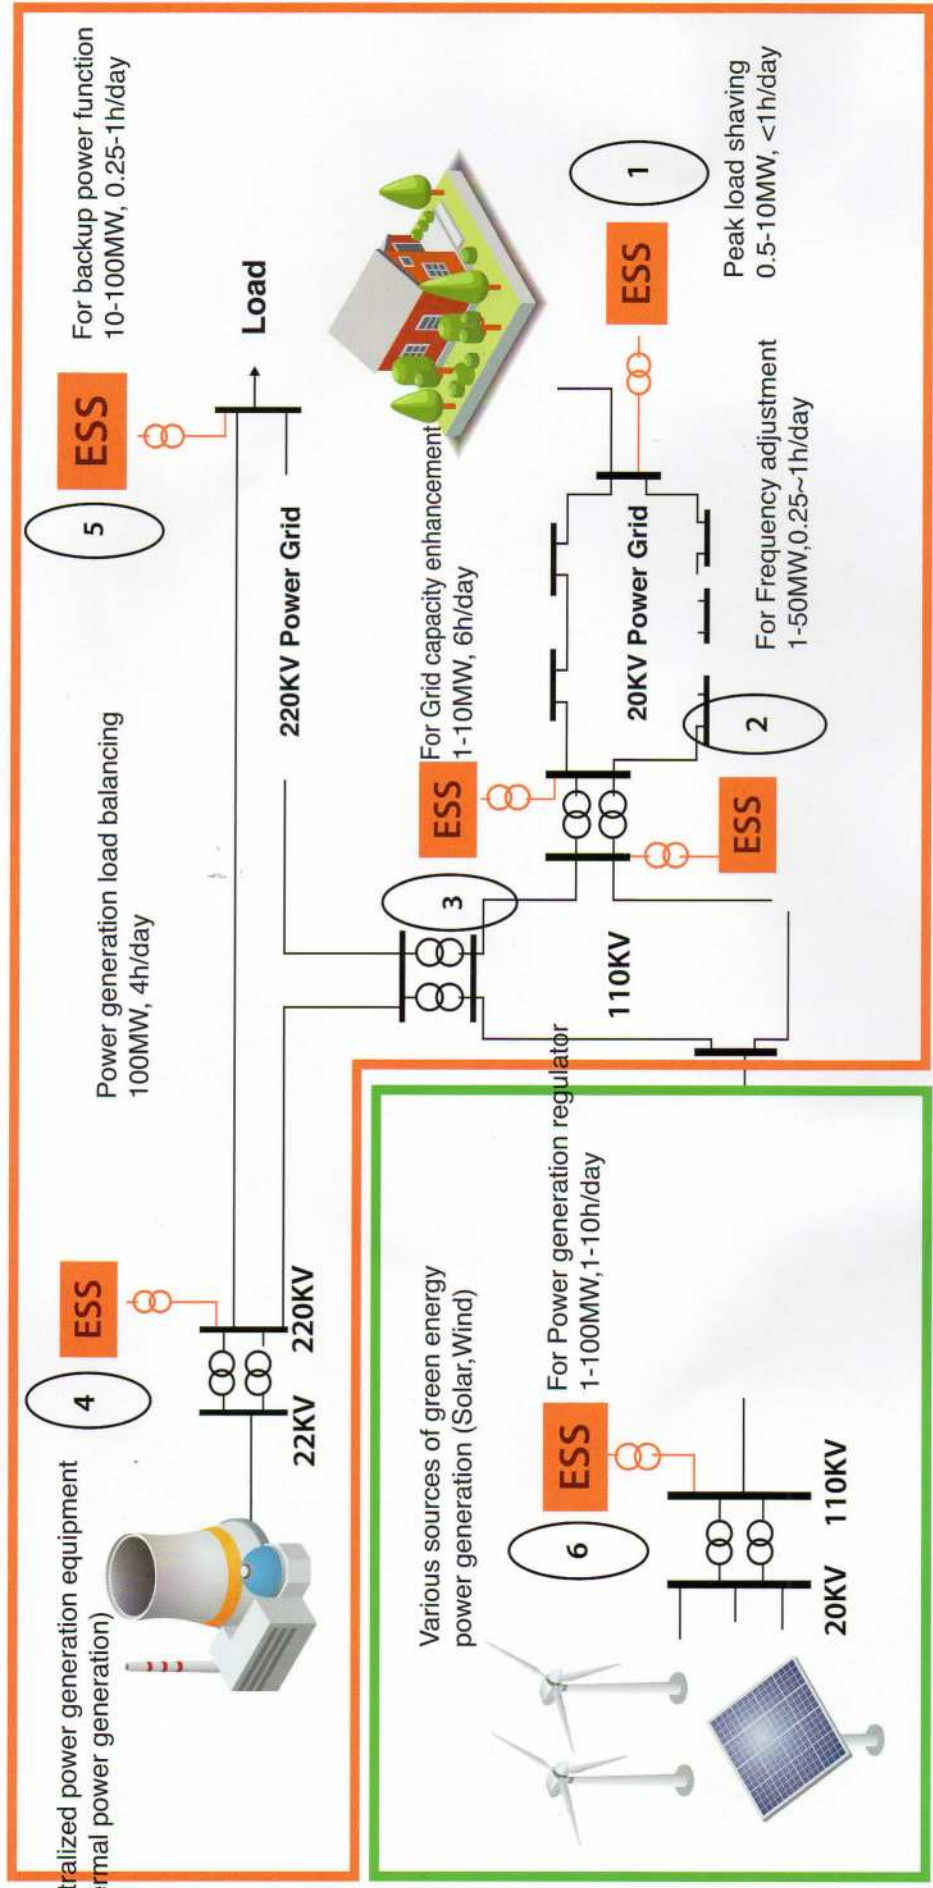 tralized power generation equipment
ermal power generation)
4
ESS
22KV
220KV
Power generation load balancing
100MW, 4h/day
5
ESS
For backup power function
10-100MW, 0.25-1h/day
Load
220KV Power Grid
3
ESS
For Grid capacity enhancement
1-10MW, 6h/day
110KV
20KV Power Grid
2
ESS
For Frequency adjustment
1-50MW,0.25~1h/day
ESS
1
Peak load shaving
0.5-10MW, <1h/day
Various sources of green energy
power generation (Solar,Wind)
6
ESS
For Power generation regulator
1-100MW,1-10h/day
20KV
110KV